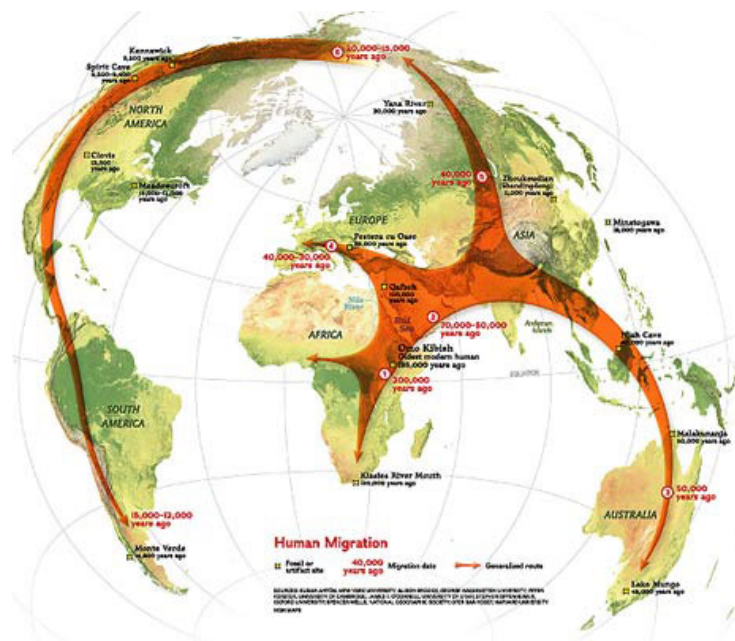 Kennewick
9,500 years ago
Spirit Cave
years ago
20,000–15,000
years ago
Yana River
30,000 years ago
NORTH
AMERICA
Clovis
13,500
years ago
Meadowcroft
years ago
40,000
years ago
Zhoukoudian
(Shandingdong)
11,000 years ago
ASIA
Minatogawa
18,000 years ago
EUROPE
Pestera cu Oase
35,000 years ago
40,000–30,000
years ago
Qafzeh
100,000
years ago
Nile
River
Red
Sea
70,000–50,000
years ago
Andaman
Islands
AFRICA
Omo Kibish
Oldest modern human
195,000 years ago
200,000
years ago
EQUATOR
Niah Cave
40,000 years ago
SOUTH
AMERICA
Malakunanja
50,000 years ago
Klasies River Mouth
years ago
50,000
years ago
AUSTRALIA
15,000–12,000
years ago
Monte Verde
years ago
Lake Mungo
years ago
Human Migration
Fossil or
artifact site
40,000
years ago
Migration date
Generalized route